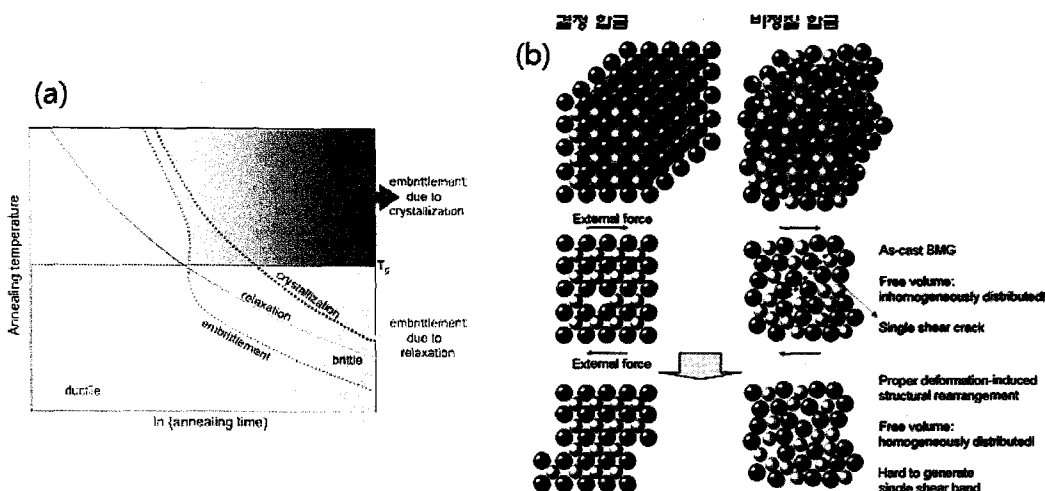 (a)
Annealing temperature
ln (annealing time)
ductile
relaxation
embrittlement
crystallization
brittle
Tg
embrittlement
due to
crystallization
embrittlement
due to
relaxation
(b)
결정 합금
비정질 합금
External force
External force
As-cast BMG
Free volume:
inhomogeneously distributed!
Single shear crack
Proper deformation-induced
structural rearrangement
Free volume:
homogeneously distributed!
Hard to generate
single shear band